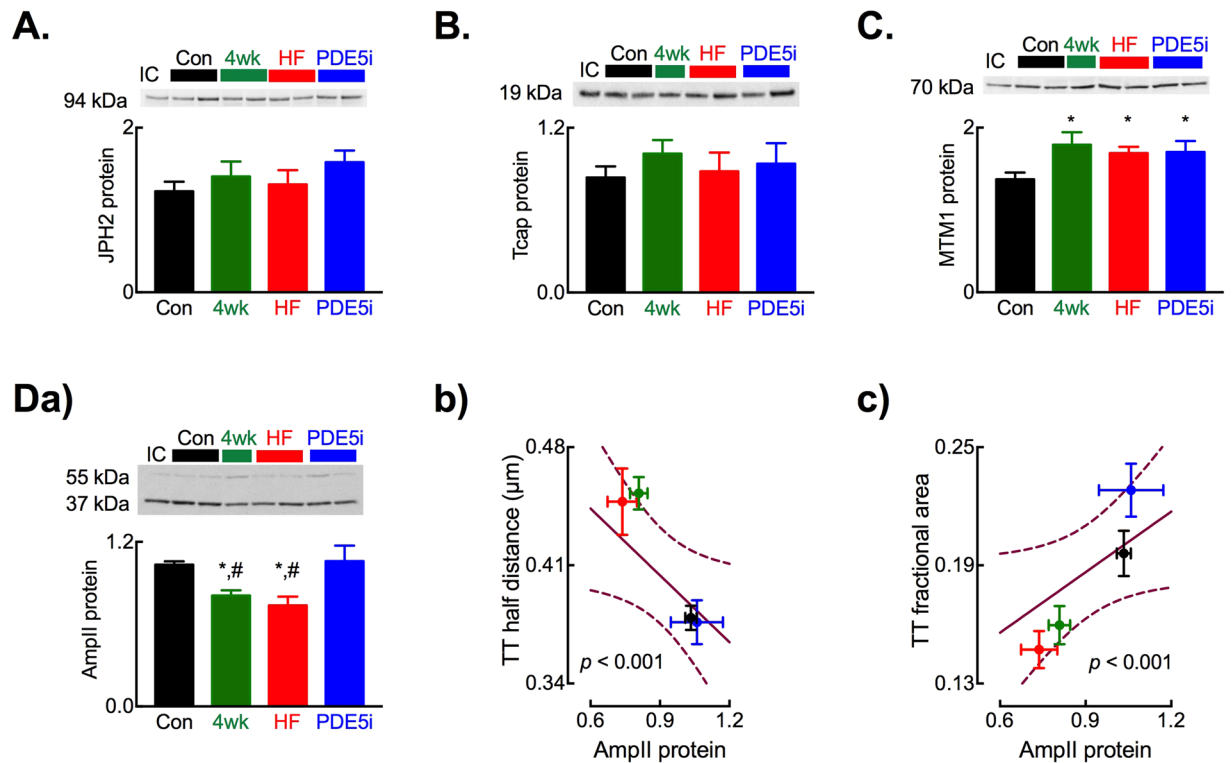 A.
Con 4wk HF PDE5i
IC
94 kDa
2
JPH2 protein
0
Con 4wk HF PDE5i
B.
Con 4wk HF PDE5i
IC
19 kDa
1.2
Tcap protein
0.0
Con 4wk HF PDE5i
C.
Con 4wk HF PDE5i
IC
70 kDa
* * *
2
MTM1 protein
0
Con 4wk HF PDE5i
Da)
Con 4wk HF PDE5i
IC
55 kDa
37 kDa
1.2
*,# *,#
AmpII protein
0.0
Con 4wk HF PDE5i
b)
0.48
TT half distance (µm)
0.41
p < 0.001
0.34
0.6 0.9 1.2
AmpII protein
c)
0.25
TT fractional area
0.19
p < 0.001
0.13
0.6 0.9 1.2
AmpII protein